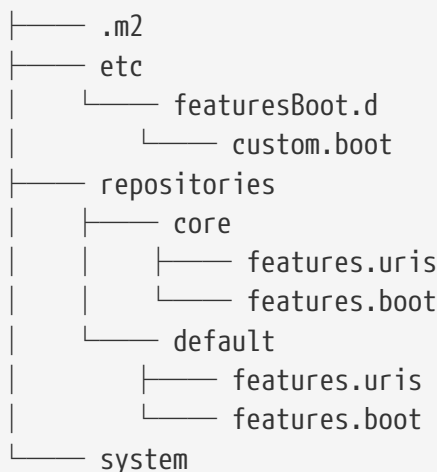 ├── .m2
├── etc
│   └── featuresBoot.d
│       └── custom.boot
├── repositories
│   ├── core
│   │   ├── features.uris
│   │   └── features.boot
│   └── default
│       ├── features.uris
│       └── features.boot
└── system